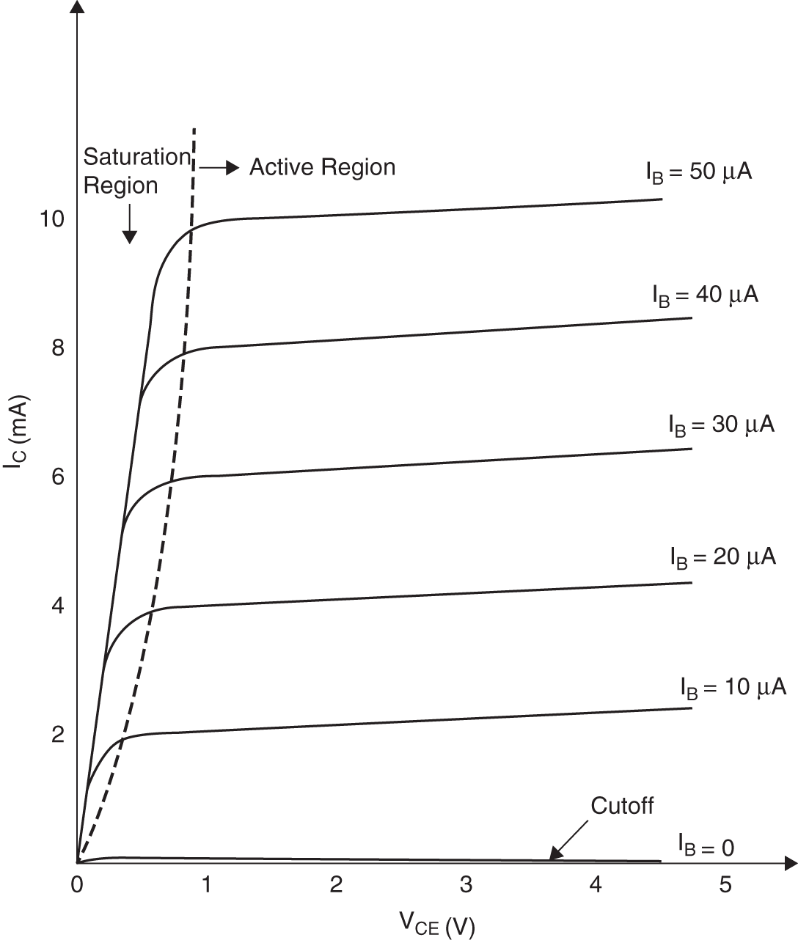 Saturation
Region
Active Region
I_B = 50 μA
10
I_B = 40 μA
8
I_B = 30 μA
I_C (mA)
6
I_B = 20 μA
4
I_B = 10 μA
2
Cutoff
I_B = 0
0 1 2 3 4 5
V_CE (V)